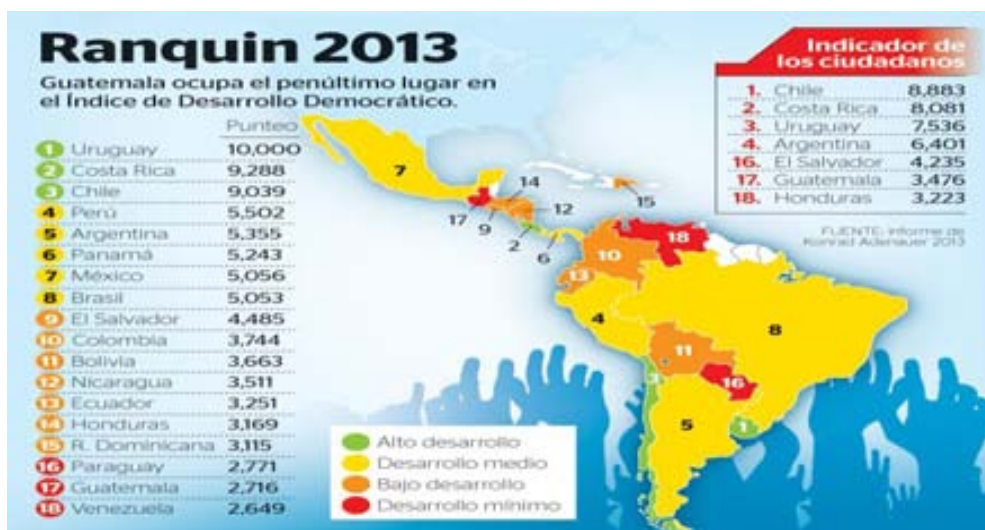 Ranquin 2013
Guatemala ocupa el penúltimo lugar en
el Índice de Desarrollo Democrático.
Punteo
1 Uruguay 10,000
2 Costa Rica 9,288
3 Chile 9,039
4 Perú 5,502
5 Argentina 5,355
6 Panamá 5,243
7 México 5,056
8 Brasil 5,053
9 El Salvador 4,485
10 Colombia 3,744
11 Bolivia 3,663
12 Nicaragua 3,511
13 Ecuador 3,251
14 Honduras 3,169
15 R. Dominicana 3,115
16 Paraguay 2,771
17 Guatemala 2,716
18 Venezuela 2,649
7
14
12
15
17
9
2
6
18
10
13
4
8
11
3
16
5
1
Alto desarrollo
Desarrollo medio
Bajo desarrollo
Desarrollo mínimo
Indicador de
los ciudadanos
1. Chile 8,883
2. Costa Rica 8,081
3. Uruguay 7,536
4. Argentina 6,401
16. El Salvador 4,235
17. Guatemala 3,476
18. Honduras 3,223
FUENTE: Informe de
Konrad Adenauer 2013